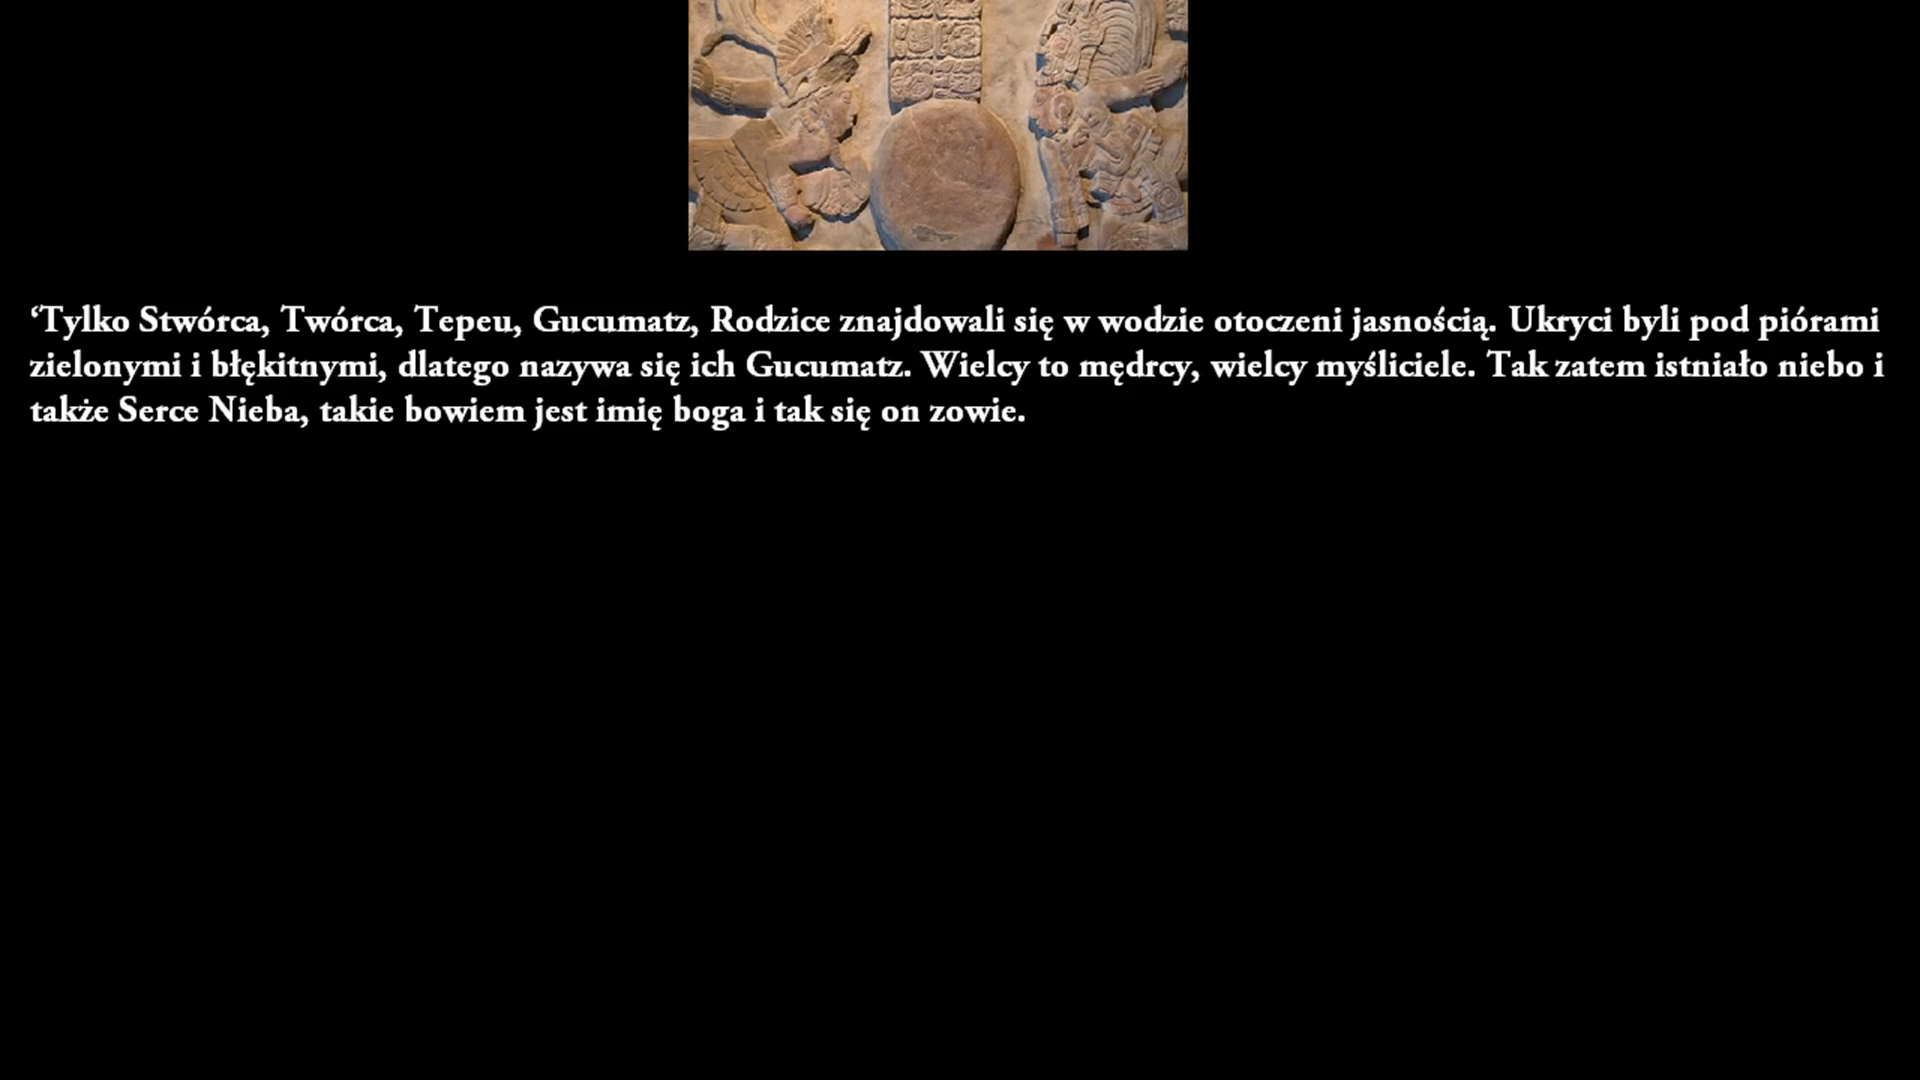 ‘Tylko Stwórca, Twórca, Tepeu, Gucumatz, Rodzice znajdowali się w wodzie otoczeni jasnością. Ukryci byli pod piórami
zielonymi i błękitnymi, dlatego nazywa się ich Gucumatz. Wielcy to mędrcy, wielcy myśliciele. Tak zatem istniało niebo i
także Serce Nieba, takie bowiem jest imię boga i tak się on zowie.